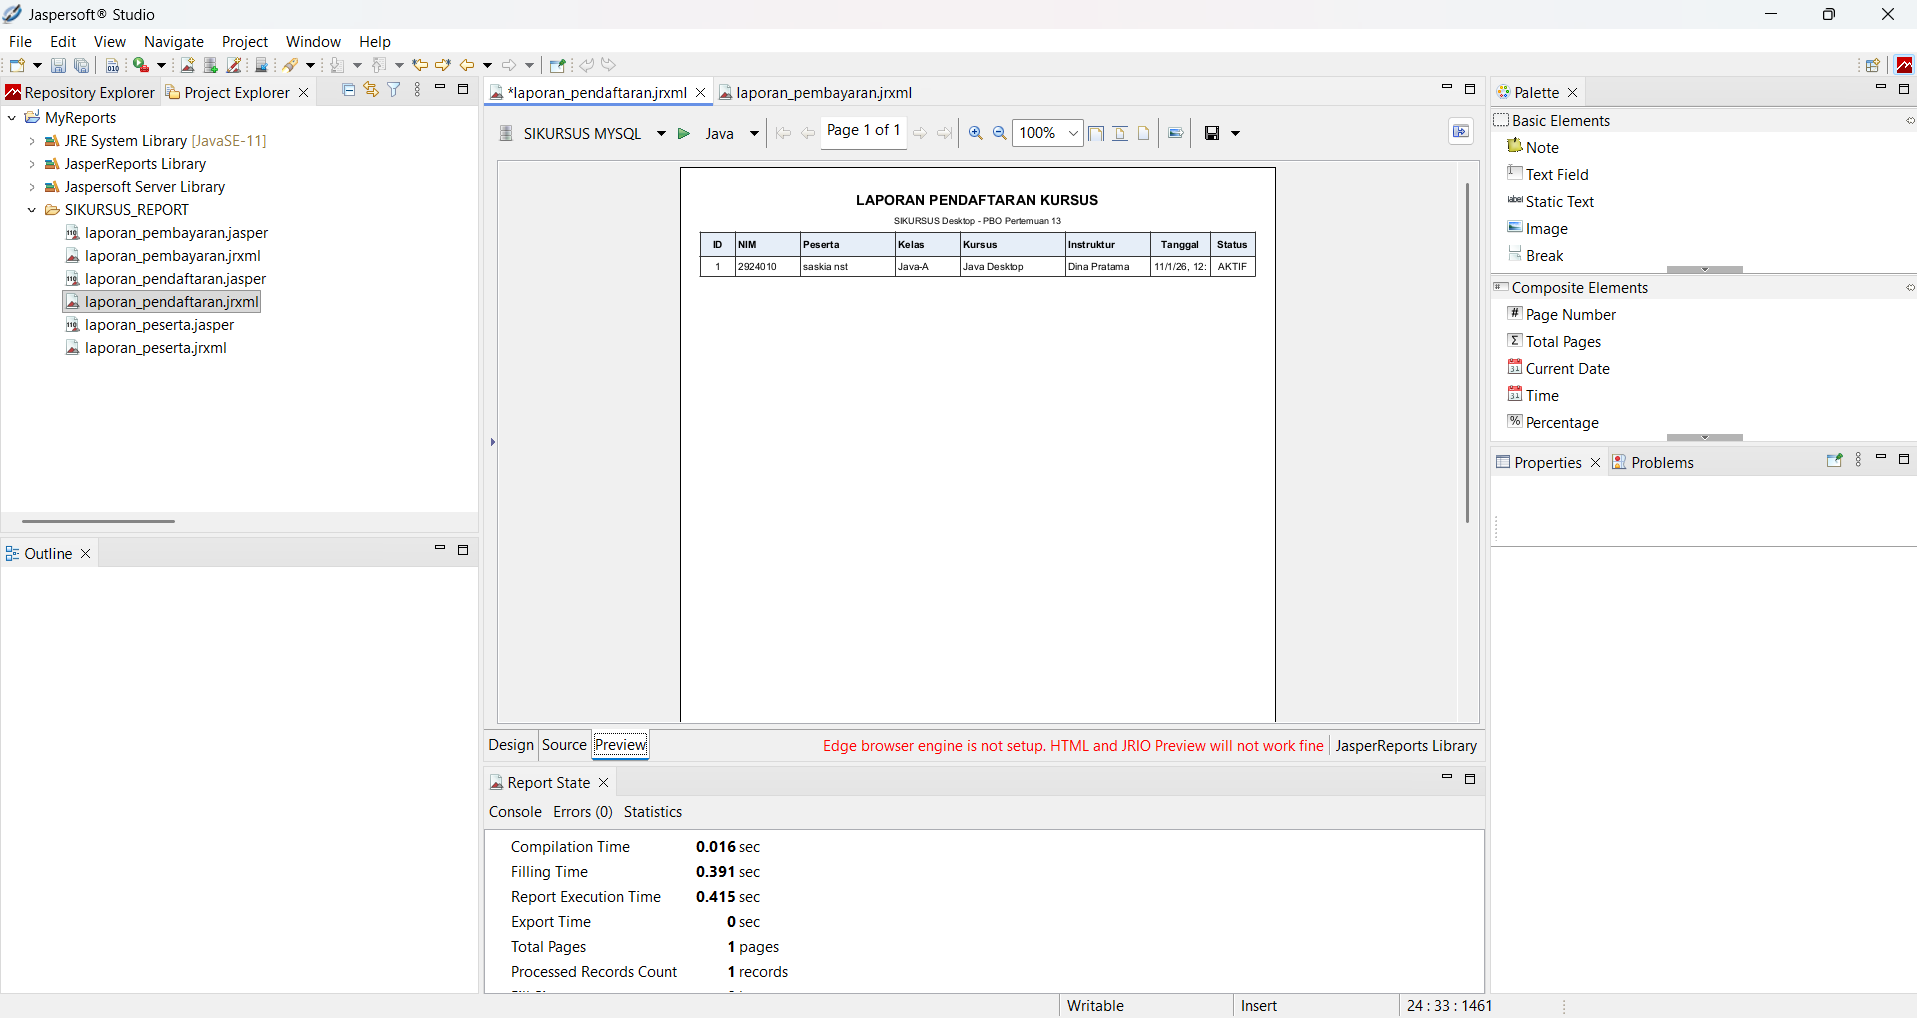 Jaspersoft® Studio
File Edit View Navigate Project Window Help
Repository Explorer Project Explorer
MyReports
JRE System Library [JavaSE-11]
JasperReports Library
Jaspersoft Server Library
SIKURSUS_REPORT
laporan_pembayaran.jasper
laporan_pembayaran.jrxml
laporan_pendaftaran.jasper
laporan_pendaftaran.jrxml
laporan_peserta.jasper
laporan_peserta.jrxml
Outline
*laporan_pendaftaran.jrxml laporan_pembayaran.jrxml
SIKURSUS MYSQL Java Page 1 of 1 100%
LAPORAN PENDAFTARAN KURSUS
SIKURSUS Desktop - PBO Pertemuan 13
ID NIM Peserta Kelas Kursus Instruktur Tanggal Status
1 2924010 saskia nst Java-A Java Desktop Dina Pratama 11/1/26, 12: AKTIF
Design Source Preview Edge browser engine is not setup. HTML and JRIO Preview will not work fine JasperReports Library
Report State
Console Errors (0) Statistics
Compilation Time 0.016 sec
Filling Time 0.391 sec
Report Execution Time 0.415 sec
Export Time 0 sec
Total Pages 1 pages
Processed Records Count 1 records
Palette
Basic Elements
Note
Text Field
label Static Text
Image
Break
Composite Elements
# Page Number
Σ Total Pages
31 Current Date
31 Time
% Percentage
Properties Problems
Writable Insert 24 : 33 : 1461